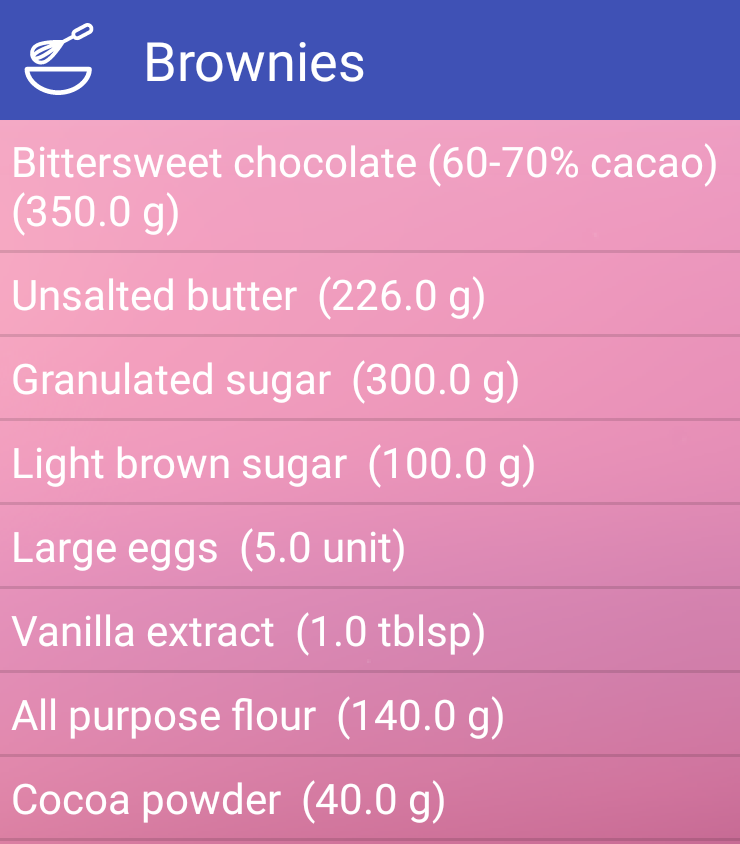 Brownies
Bittersweet chocolate (60-70% cacao)
(350.0 g)
Unsalted butter (226.0 g)
Granulated sugar (300.0 g)
Light brown sugar (100.0 g)
Large eggs (5.0 unit)
Vanilla extract (1.0 tblsp)
All purpose flour (140.0 g)
Cocoa powder (40.0 g)